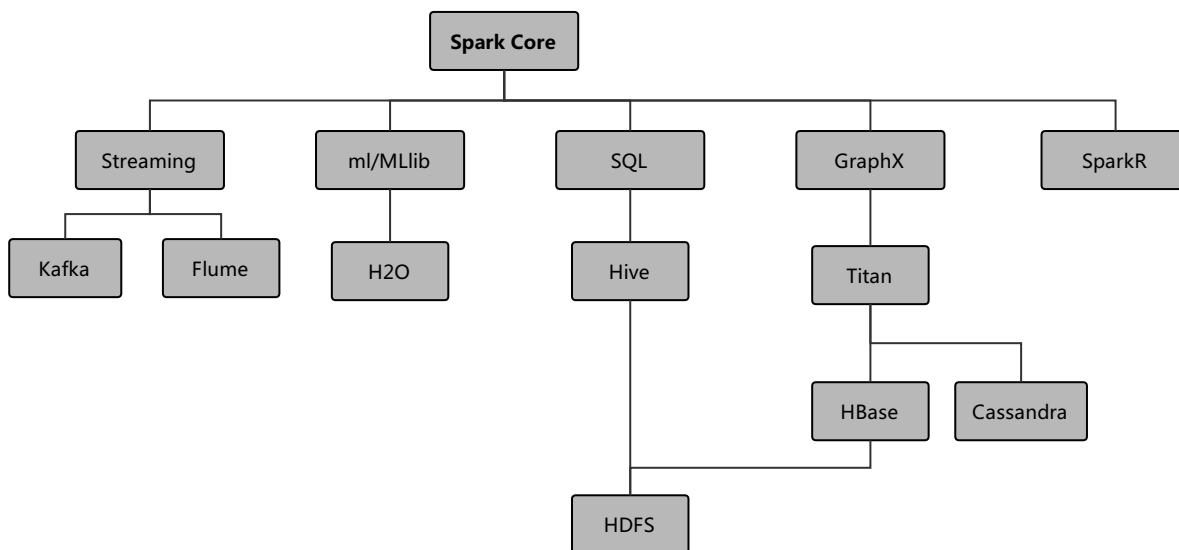 Spark Core
Streaming
ml/MLlib
SQL
GraphX
SparkR
Kafka
Flume
H2O
Hive
Titan
HBase
Cassandra
HDFS